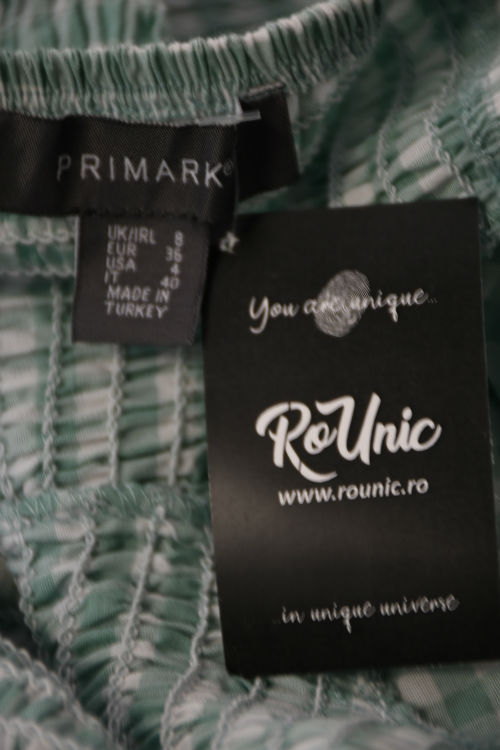 PRIMARK®
UK/IRL 8
EUR 36
USA 4
IT 40
MADE IN
TURKEY
You are unique...
RoUnic
www.rounic.ro
...in unique universe